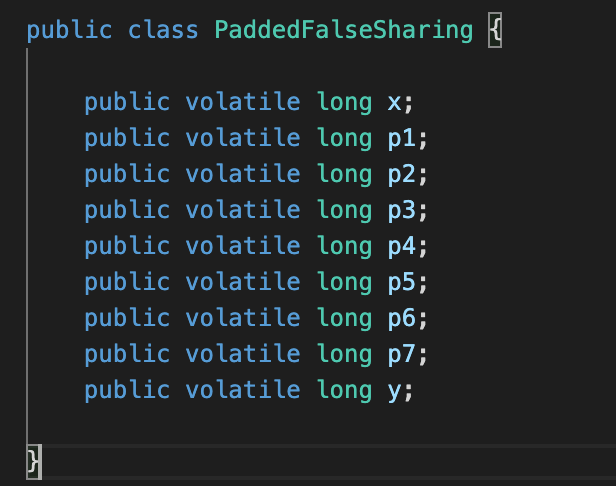 public class PaddedFalseSharing {
public volatile long x;
public volatile long p1;
public volatile long p2;
public volatile long p3;
public volatile long p4;
public volatile long p5;
public volatile long p6;
public volatile long p7;
public volatile long y;
}